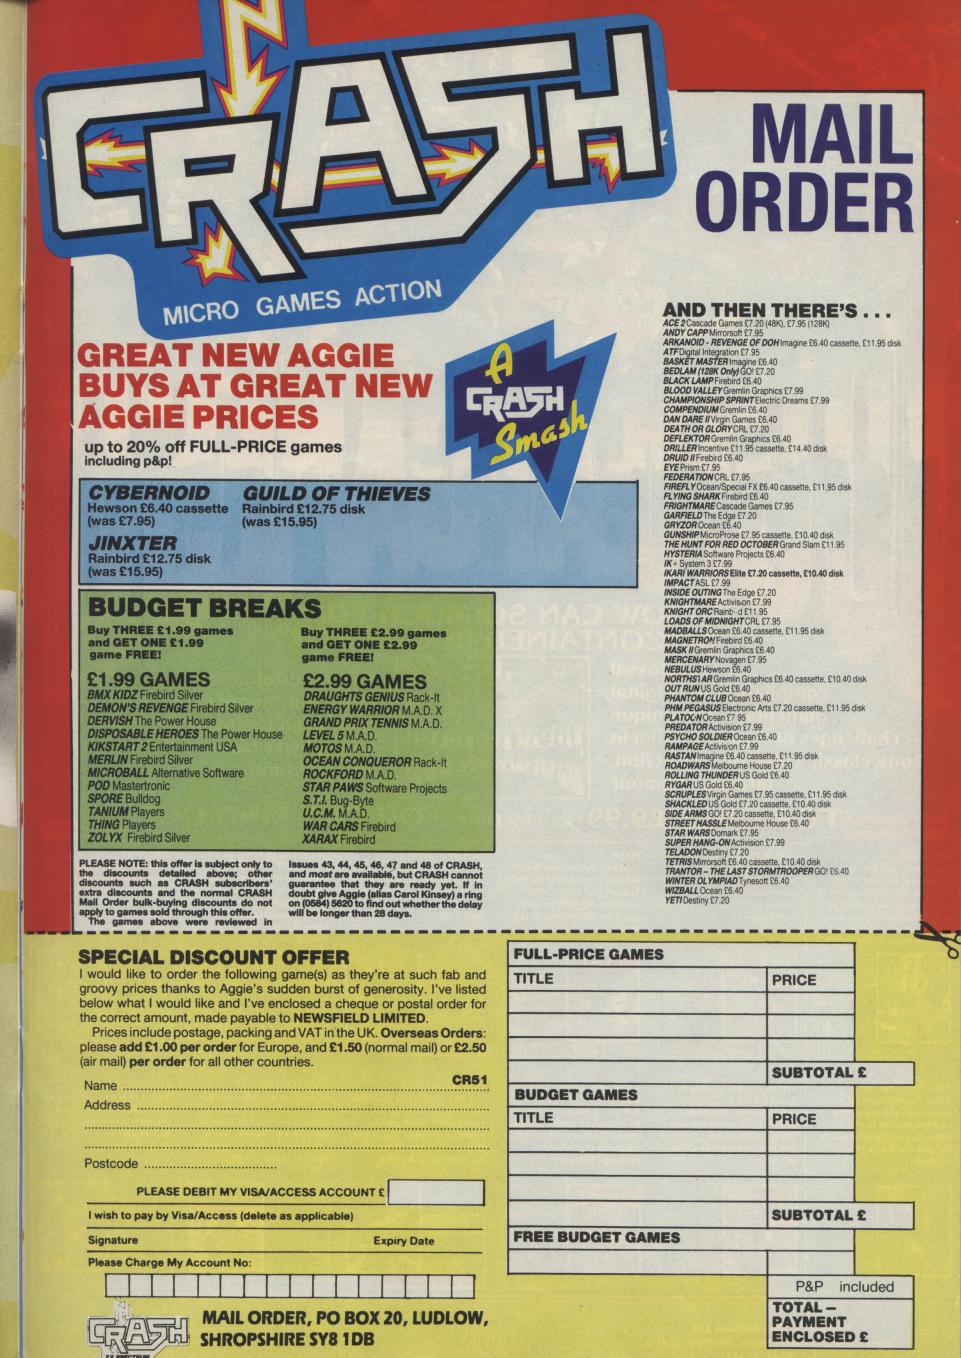 CRASH
MICRO GAMES ACTION
MAIL
ORDER
GREAT NEW AGGIE
BUYS AT GREAT NEW
AGGIE PRICES
up to 20% off FULL-PRICE games
including p&p!
A
CRASH
Smash
CYBERNOID
Hewson £6.40 cassette
(was £7.95)
GUILD OF THIEVES
Rainbird £12.75 disk
(was £15.95)
JINXTER
Rainbird £12.75 disk
(was £15.95)
BUDGET BREAKS
Buy THREE £1.99 games
and GET ONE £1.99
game FREE!
£1.99 GAMES
BMX KIDZ Firebird Silver
DEMON'S REVENGE Firebird Silver
DERVISH The Power House
DISPOSABLE HEROES The Power House
KIKSTART 2 Entertainment USA
MERLIN Firebird Silver
MICROBALL Alternative Software
POD Mastertronic
SPORE Bulldog
TANIUM Players
THING Players
ZOLYX Firebird Silver
Buy THREE £2.99 games
and GET ONE £2.99
game FREE!
£2.99 GAMES
DRAUGHTS GENIUS Rack-It
ENERGY WARRIOR M.A.D. X
GRAND PRIX TENNIS M.A.D.
LEVEL 5 M.A.D.
MOTOS M.A.D.
OCEAN CONQUEROR Rack-It
ROCKFORD M.A.D.
STAR PAWS Software Projects
S.T.I. Bug-Byte
U.C.M. M.A.D.
WAR CARS Firebird
XARAX Firebird
PLEASE NOTE: this offer is subject only to
the discounts detailed above; other
discounts such as CRASH subscribers'
extra discounts and the normal CRASH
Mail Order bulk-buying discounts do not
apply to games sold through this offer.
The games above were reviewed in
Issues 43, 44, 45, 46, 47 and 48 of CRASH,
and most are available, but CRASH cannot
guarantee that they are ready yet. If in
doubt give Aggie (alias Carol Kinsey) a ring
on (0584) 5620 to find out whether the delay
will be longer than 28 days.
AND THEN THERE'S . . .
ACE 2 Cascade Games £7.20 (48K), £7.95 (128K)
ANDY CAPP Mirrorsoft £7.95
ARKANOID - REVENGE OF DOH Imagine £6.40 cassette, £11.95 disk
ATF Digital Integration £7.95
BASKET MASTER Imagine £6.40
BEDLAM (128K Only) GO! £7.20
BLACK LAMP Firebird £6.40
BLOOD VALLEY Gremlin Graphics £7.99
CHAMPIONSHIP SPRINT Electric Dreams £7.99
COMPENDIUM Gremlin £6.40
DAN DARE II Virgin Games £6.40
DEATH OR GLORY CRL £7.20
DEFLEKTOR Gremlin Graphics £6.40
DRILLER Incentive £11.95 cassette, £14.40 disk
DRUID II Firebird £6.40
EYE Prism £7.95
FEDERATION CRL £7.95
FIREFLY Ocean/Special FX £6.40 cassette, £11,95 disk
FLYING SHARK Firebird £6.40
FRIGHTMARE Cascade Games £7.95
GARFIELD The Edge £7.20
GRYZOR Ocean £6.40
GUNSHIP MicroProse £7.95 cassette, £10.40 disk
THE HUNT FOR RED OCTOBER Grand Slam £11.95
HYSTERIA Software Projects £6.40
IK+ System 3 £7.99
IKARI WARRIORS Elite £7.20 cassette, £10.40 disk
IMPACT ASL £7.99
INSIDE OUTING The Edge £7.20
KNIGHTMARE Activision £7.99
KNIGHT ORC £7.99
LOADS OF MIDNIGHT CRL £7.95
MADBALLS Ocean £6.40 cassette, £11.95 disk
MAGNETRON Firebird £6.40
MASK II Gremlin Graphics £6.40
MERCENARY Novagen £7.95
NEBULUS Hewson £6.40
NORTHSTAR Gremlin Graphics £6.40 cassette, £10.40 disk
OUT RUN US Gold £6.40
PHANTOM CLUB Ocean £6.40
PHM PEGASUS Electronic Arts £7.20 cassette, £11.95 disk
PLATOON Ocean £7 95
PREDATOR Activision £7.99
PSYCHO SOLDIER Ocean £6.40
RAMPAGE Activision £7.99
RASTAN Imagine £6.40 cassette, £11.95 disk
ROADWARS Melbourne House £7.20
ROLLING THUNDER US Gold £6.40
RYGAR US Gold £6.40
SCRUPLES Virgin Games £7.95 cassette, £11.95 disk
SHACKLED US Gold £7.20 cassette, £10.40 disk
SIDE ARMS GO! £7.20 cassette, £10.40 disk
STREET HASSLE Melbourne House £6.40
STAR WARS Domark £7.95
SUPER HANG-ON Activision £7.99
TELADON Destiny £7.20
TETRIS Mirrorsoft £6.40 cassette, £10.40 disk
TRANTOR – THE LAST STORMTROOPER GO! £6.40
WINTER OLYMPIAD Tynesoft £6.40
WIZBALL Ocean £6.40
YETI Destiny £7.20
SPECIAL DISCOUNT OFFER
I would like to order the following game(s) as they're at such fab and
groovy prices thanks to Aggie's sudden burst of generosity. I've listed
below what I would like and I've enclosed a cheque or postal order for
the correct amount, made payable to NEWSFIELD LIMITED.
Prices include postage, packing and VAT in the UK. Overseas Orders:
please add £1.00 per order for Europe, and £1.50 (normal mail) or £2.50
(air mail) per order for all other countries.
CR51
Name
Address
Postcode
PLEASE DEBIT MY VISA/ACCESS ACCOUNT £
I wish to pay by Visa/Access (delete as applicable)
Signature Expiry Date
Please Charge My Account No:
CRASH
ZX SPECTRUM
MAIL ORDER, PO BOX 20, LUDLOW,
SHROPSHIRE SY8 1DB
FULL-PRICE GAMES
TITLE PRICE
SUBTOTAL £
BUDGET GAMES
TITLE PRICE
SUBTOTAL £
FREE BUDGET GAMES
P&P included
TOTAL –
PAYMENT
ENCLOSED £